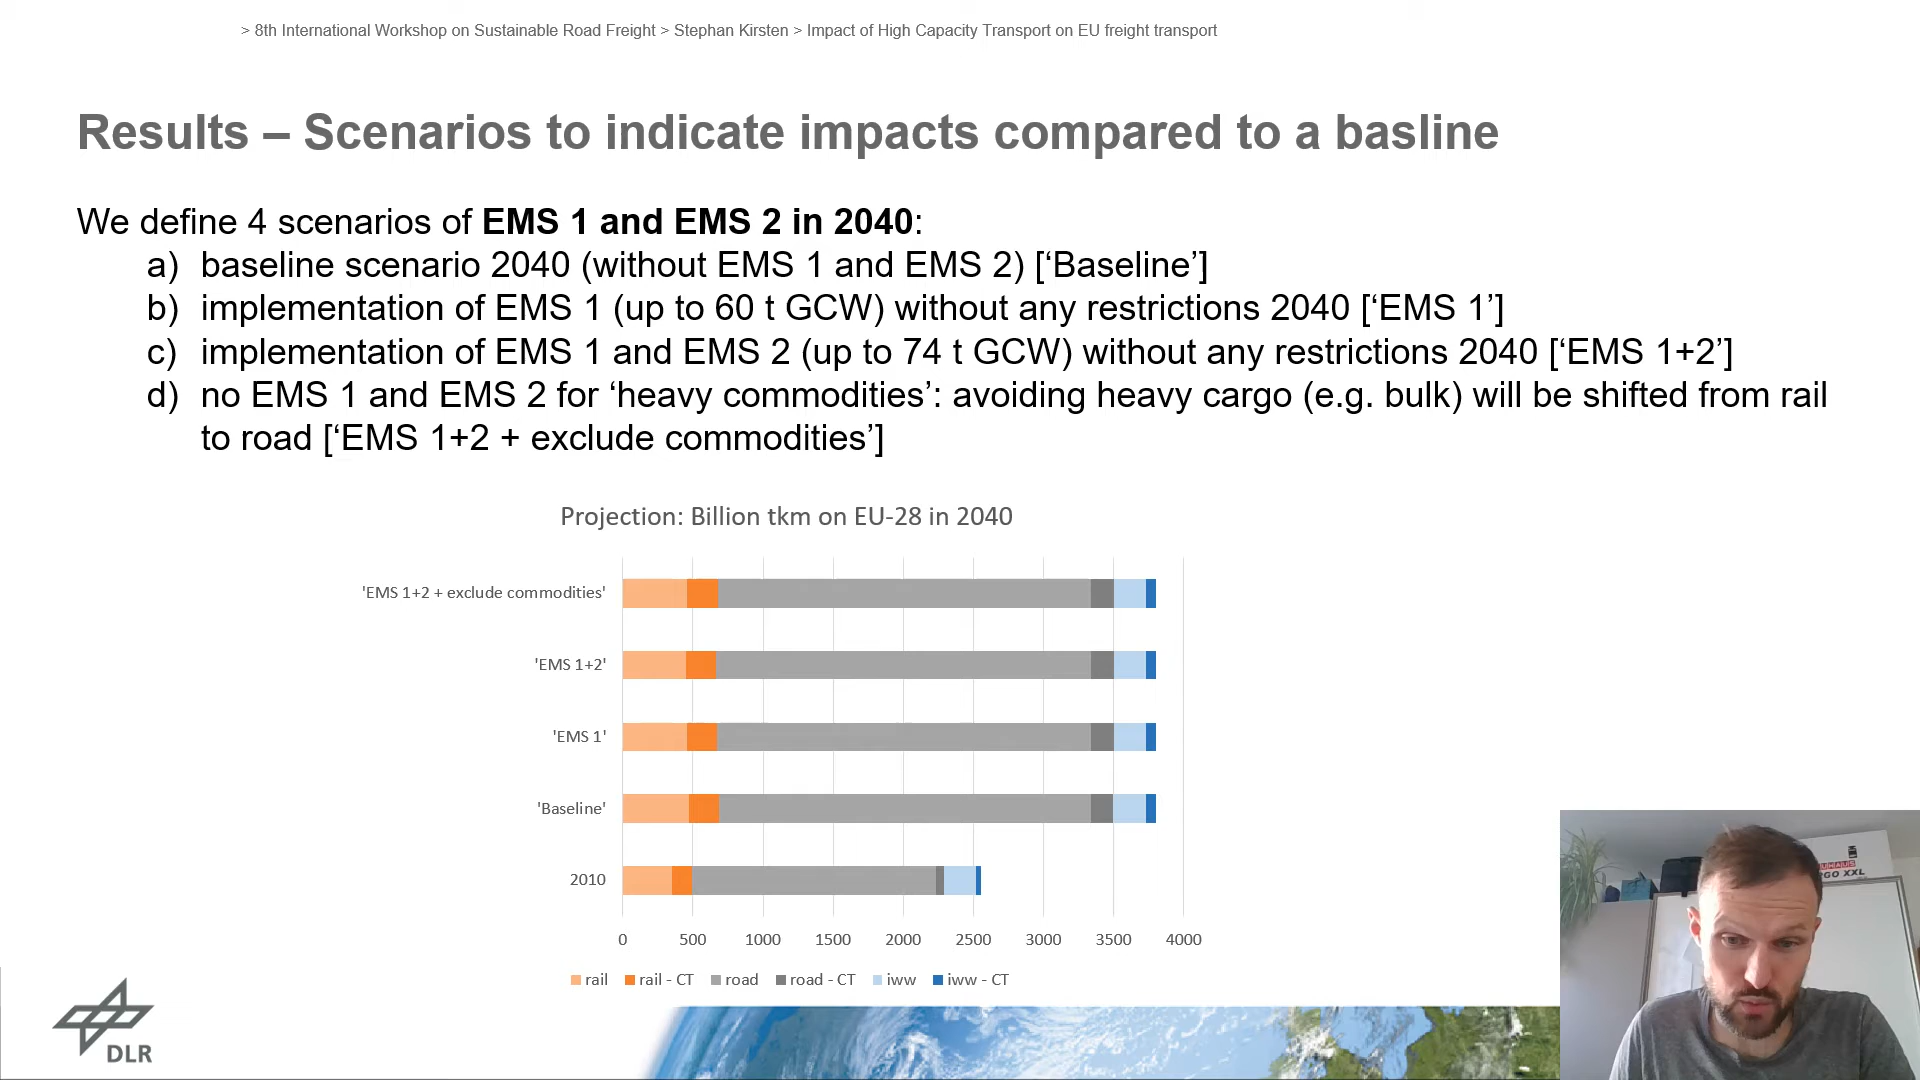 > 8th International Workshop on Sustainable Road Freight > Stephan Kirsten > Impact of High Capacity Transport on EU freight transport
Results – Scenarios to indicate impacts compared to a basline
We define 4 scenarios of EMS 1 and EMS 2 in 2040:
a) baseline scenario 2040 (without EMS 1 and EMS 2) [‘Baseline’]
b) implementation of EMS 1 (up to 60 t GCW) without any restrictions 2040 [‘EMS 1’]
c) implementation of EMS 1 and EMS 2 (up to 74 t GCW) without any restrictions 2040 [‘EMS 1+2’]
d) no EMS 1 and EMS 2 for ‘heavy commodities’: avoiding heavy cargo (e.g. bulk) will be shifted from rail
to road [‘EMS 1+2 + exclude commodities’]
Projection: Billion tkm on EU-28 in 2040
'EMS 1+2 + exclude commodities'
'EMS 1+2'
'EMS 1'
'Baseline'
2010
0 500 1000 1500 2000 2500 3000 3500 4000
rail rail - CT road road - CT iww iww - CT
DLR
XXL